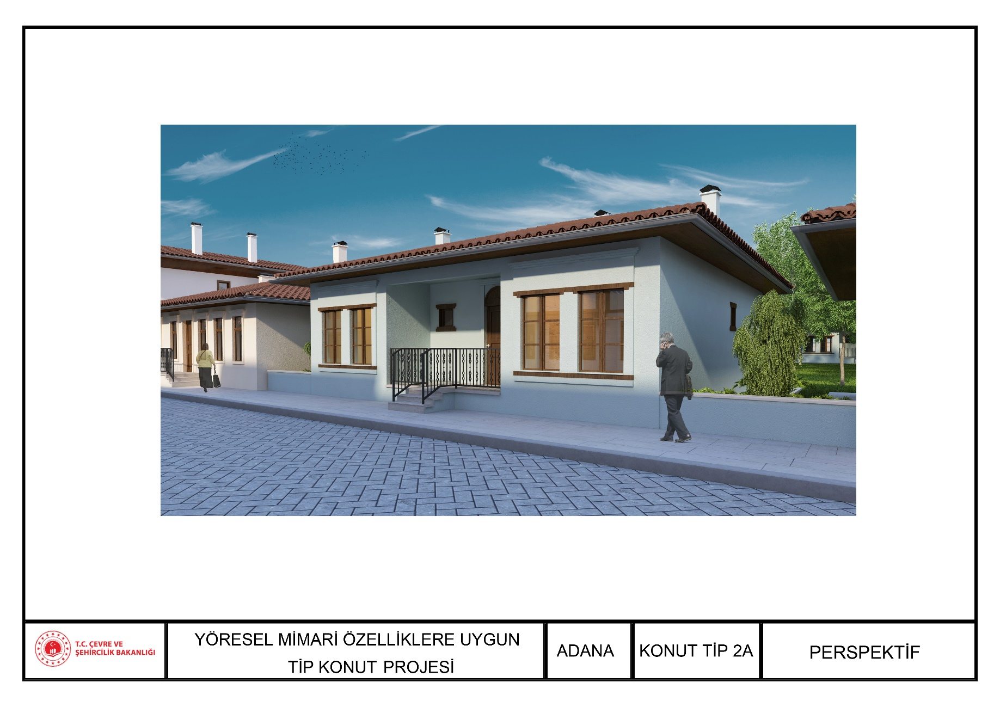 T.C. ÇEVRE VE
ŞEHİRCİLİK BAKANLIĞI
YÖRESEL MİMARİ ÖZELLİKLERE UYGUN
TİP KONUT PROJESİ
ADANA
KONUT TİP 2A
PERSPEKTİF